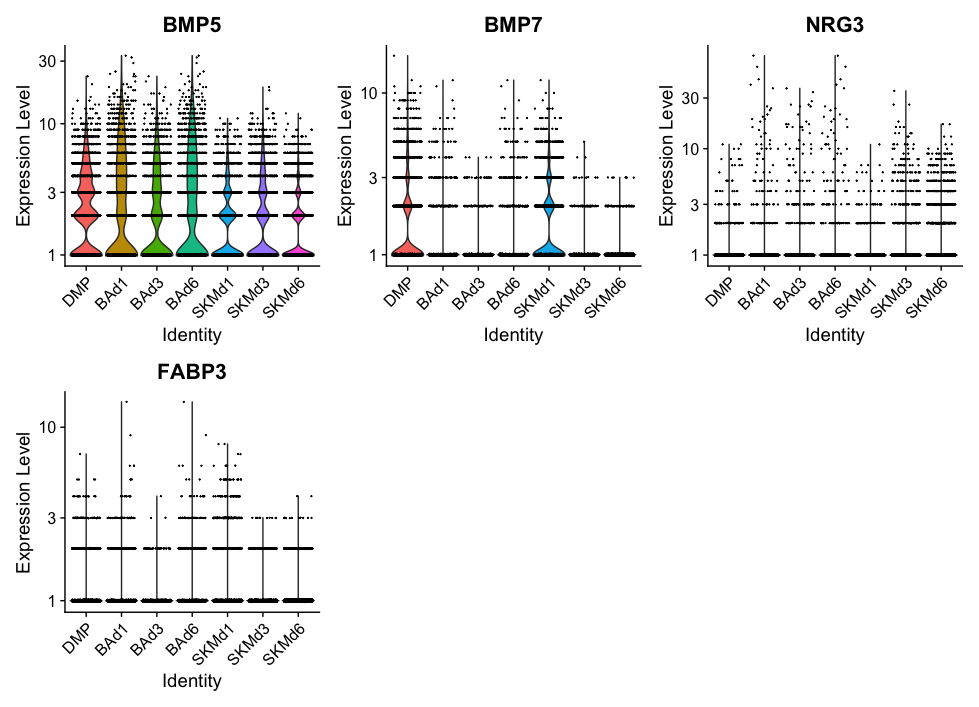 BMP5
Expression Level
30
10
3
1
DMP
BAd1
BAd3
BAd6
SKMd1
SKMd3
SKMd6
Identity
BMP7
Expression Level
10
3
1
DMP
BAd1
BAd3
BAd6
SKMd1
SKMd3
SKMd6
Identity
NRG3
Expression Level
30
10
3
1
DMP
BAd1
BAd3
BAd6
SKMd1
SKMd3
SKMd6
Identity
FABP3
Expression Level
10
3
1
DMP
BAd1
BAd3
BAd6
SKMd1
SKMd3
SKMd6
Identity